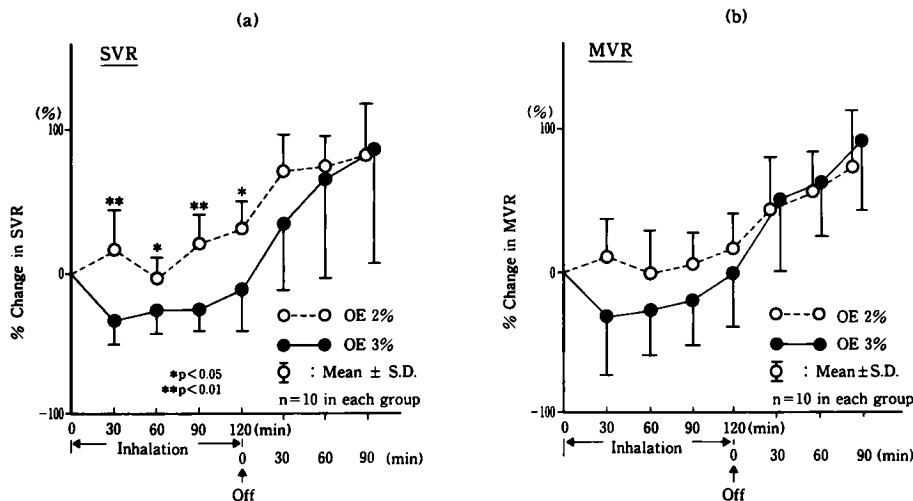 (a)
SVR
(%)
100
0
-100
% Change in SVR
** * ** *
OE 2%
OE 3%
: Mean ± S.D.
n=10 in each group
*p<0.05
**p<0.01
0 30 60 90 120 (min)
Inhalation
0 30 60 90 (min)
Off
(b)
MVR
(%)
100
0
-100
% Change in MVR
OE 2%
OE 3%
: Mean±S.D.
n=10 in each group
0 30 60 90 120 (min)
Inhalation
0 30 60 90 (min)
Off